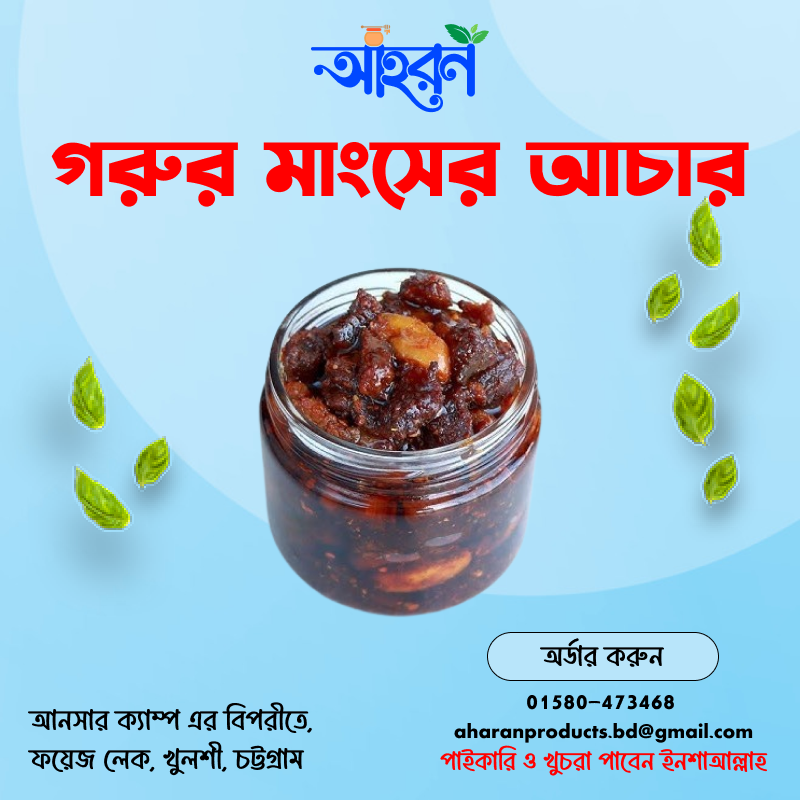 আহরন
গরুর মাংসের আচার
অর্ডার করুন
01580-473468
aharanproducts.bd@gmail.com
পাইকারি ও খুচরা পাবেন ইনশাআল্লাহ
আনসার ক্যাম্প এর বিপরীতে,
ফয়েজ লেক, খুলশী, চট্টগ্রাম